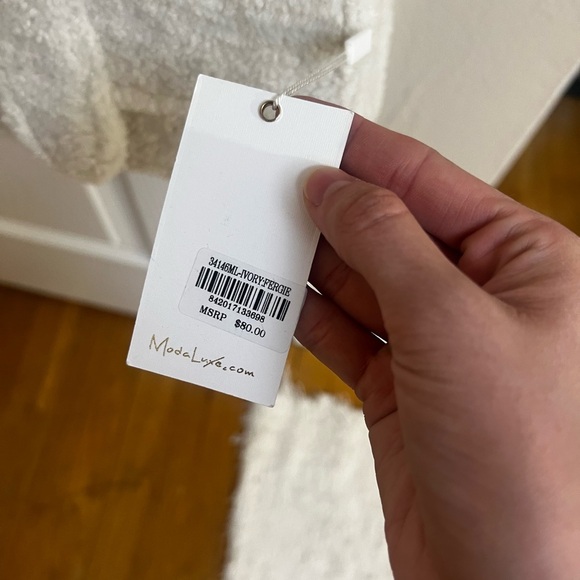 34146ML-IVORY:FERGIE
842017133698
MSRP $80.00
ModaLuxe.com